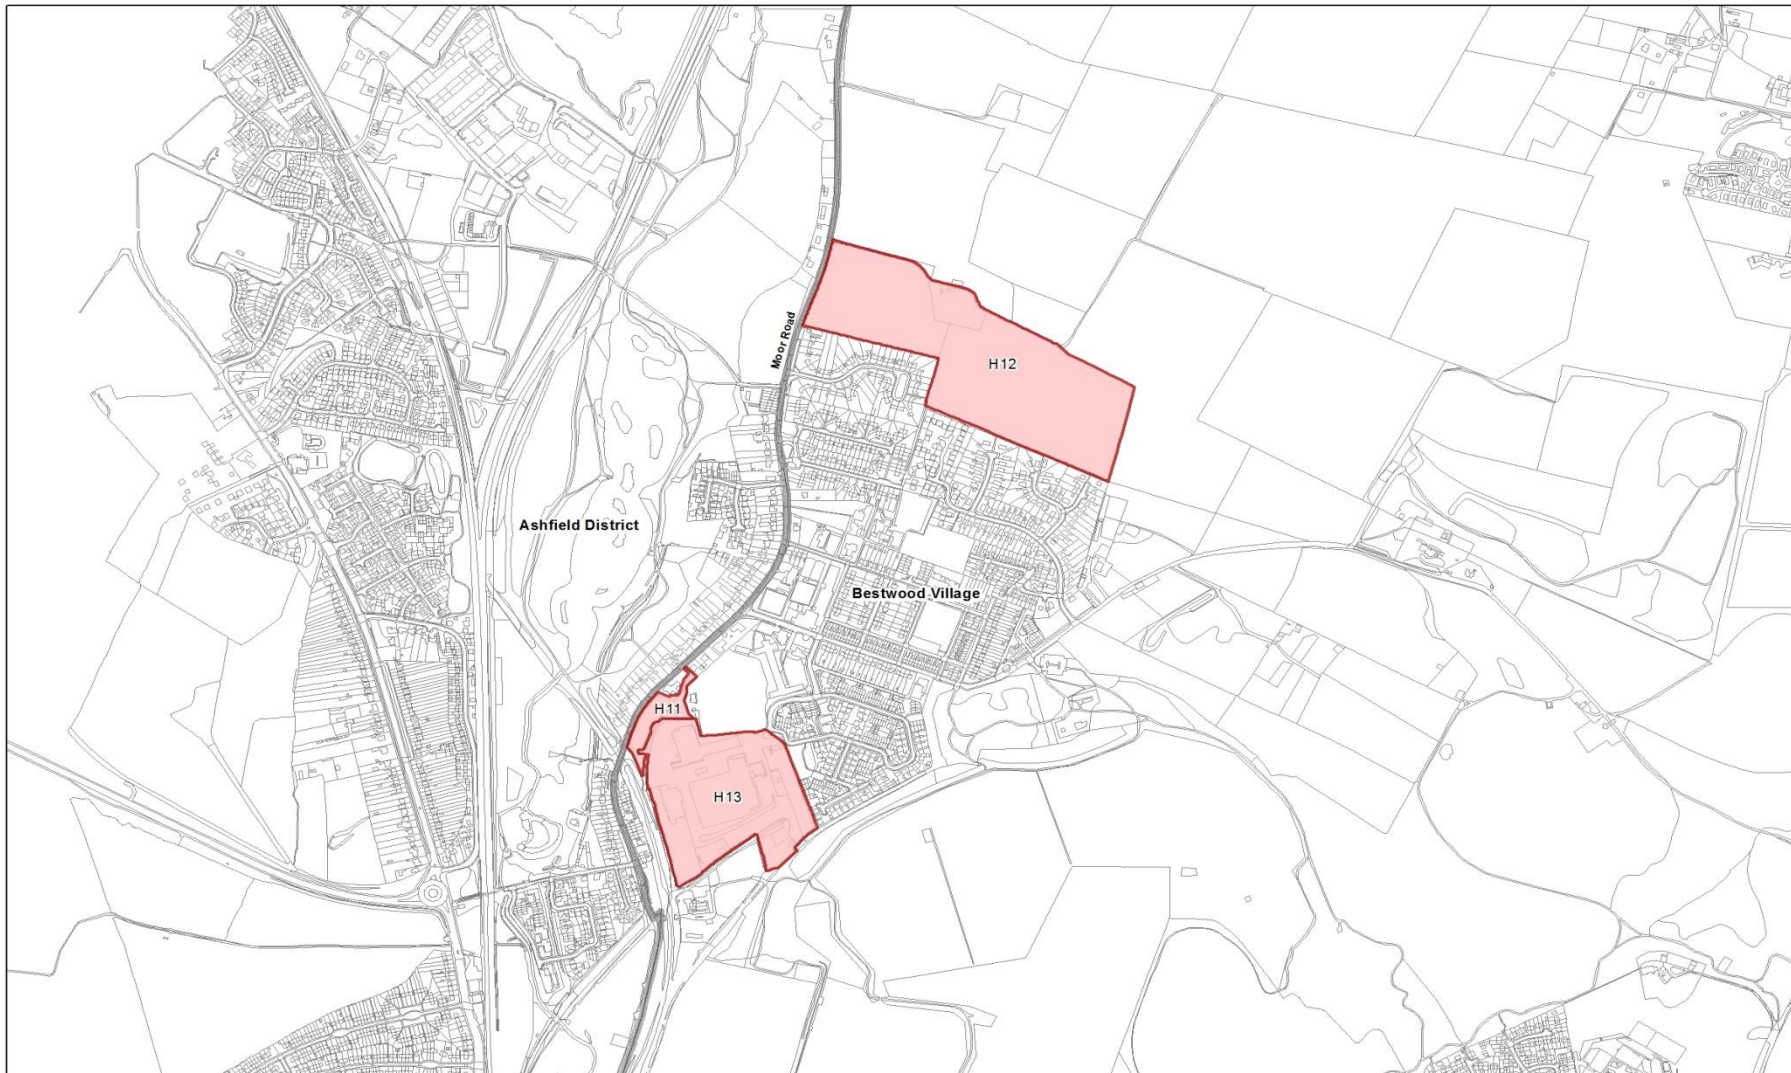 Moor Road
H12
Ashfield District
Bestwood Village
H11
H13